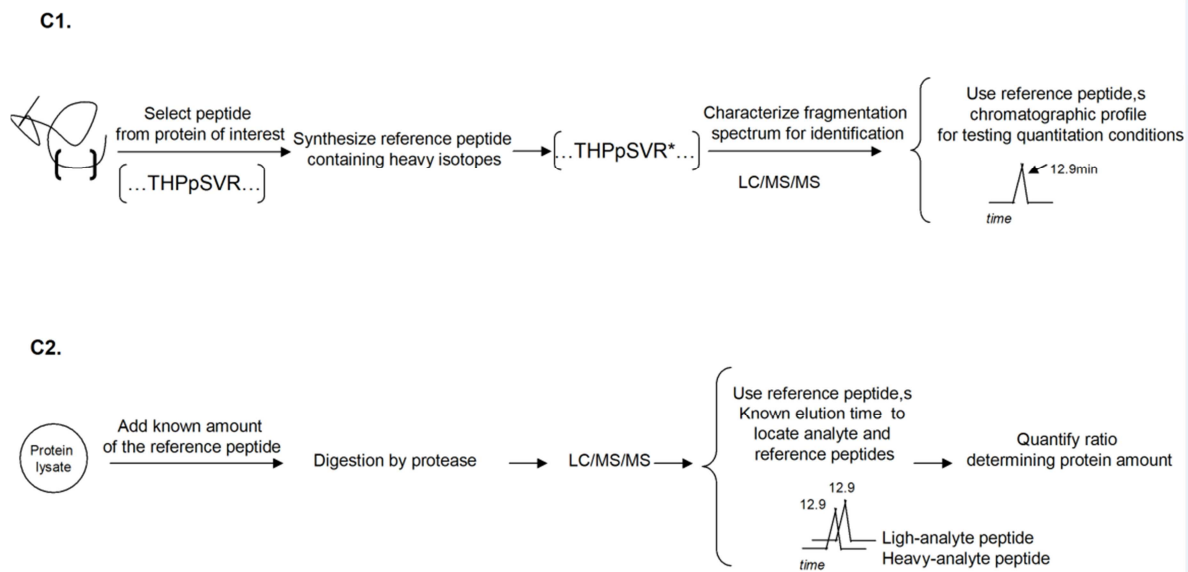 C1.
Select peptide
from protein of interest
[...THPpSVR...]
Synthesize reference peptide
containing heavy isotopes
[...THPpSVR*...]
Characterize fragmentation
spectrum for identification
LC/MS/MS
Use reference peptide,s
chromatographic profile
for testing quantitation conditions
12.9min
time
C2.
Protein
lysate
Add known amount
of the reference peptide
Digestion by protease
LC/MS/MS
Use reference peptide,s
Known elution time to
locate analyte and
reference peptides
12.9
12.9
time
Ligh-analyte peptide
Heavy-analyte peptide
Quantify ratio
determining protein amount